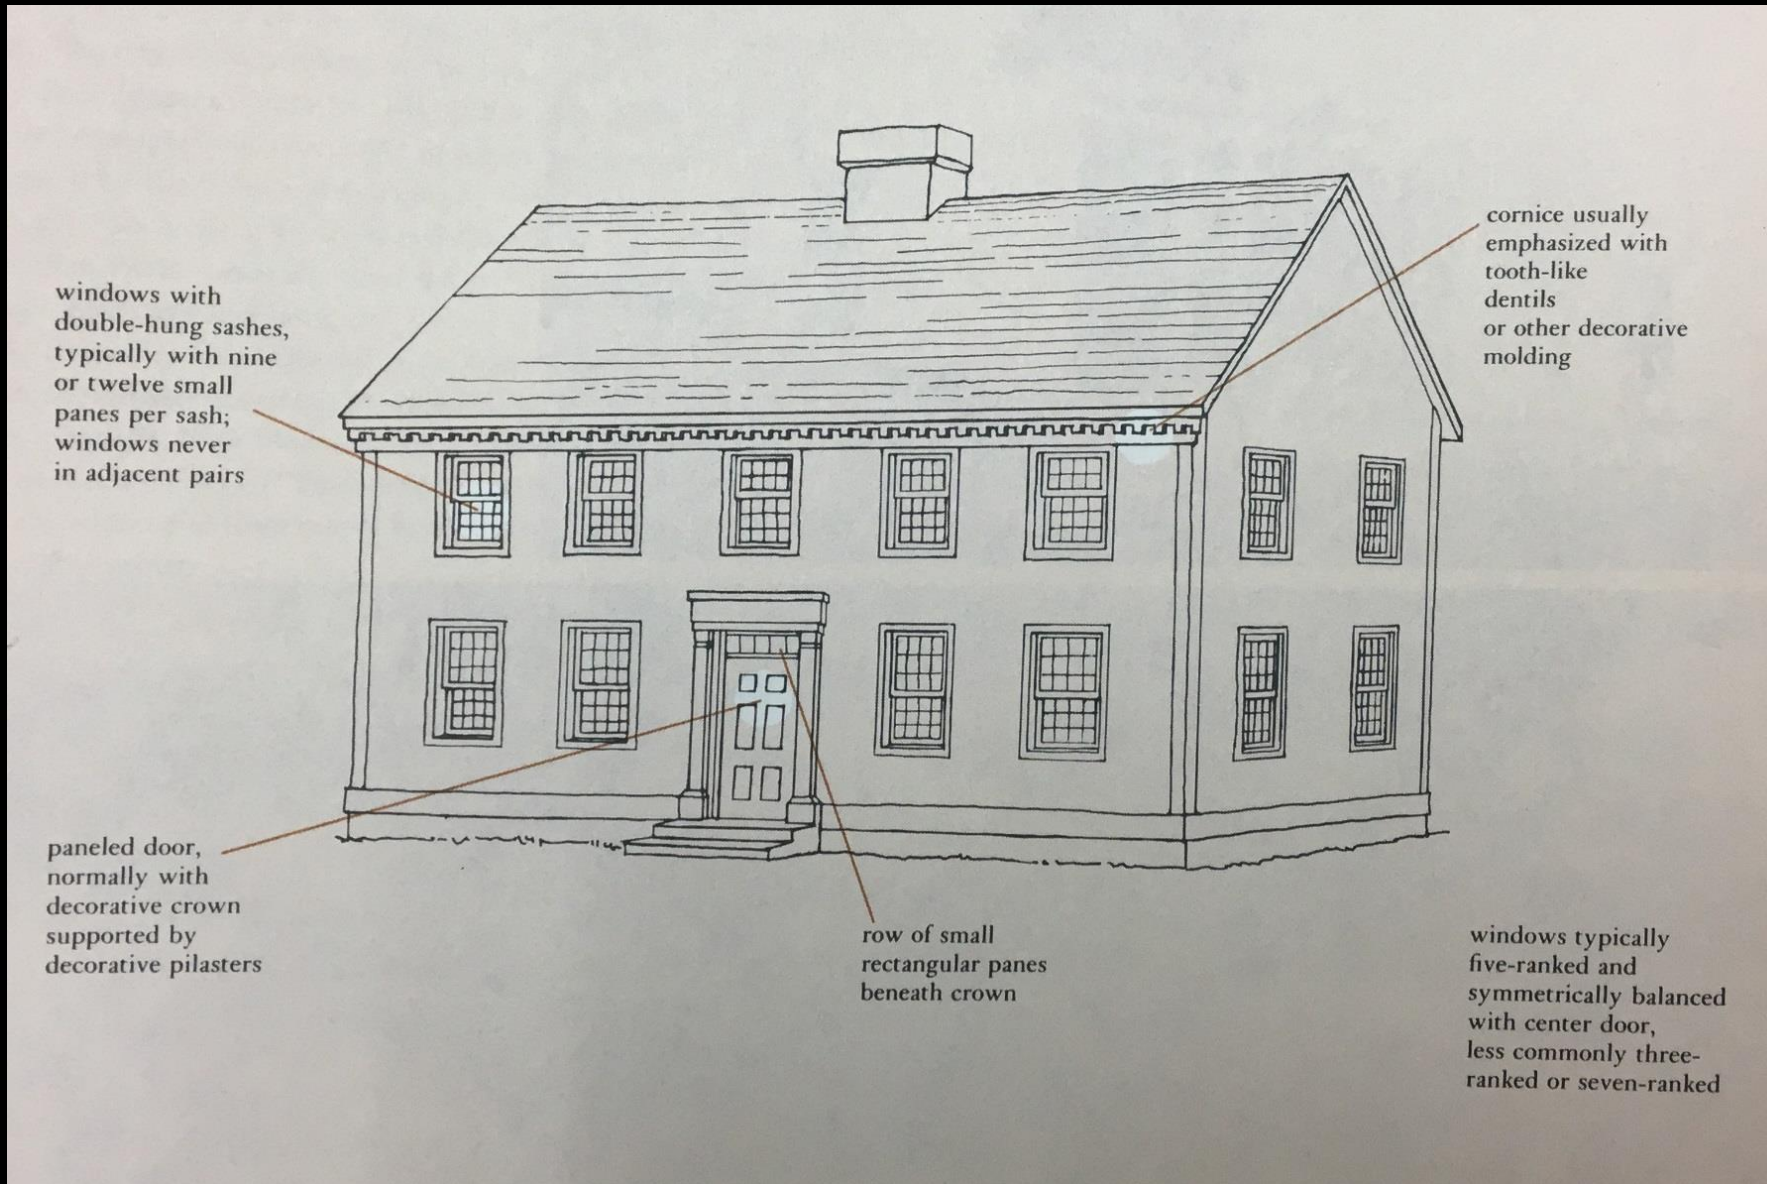 windows with
double-hung sashes,
typically with nine
or twelve small
panes per sash;
windows never
in adjacent pairs
cornice usually
emphasized with
tooth-like
dentils
or other decorative
molding
paneled door,
normally with
decorative crown
supported by
decorative pilasters
row of small
rectangular panes
beneath crown
windows typically
five-ranked and
symmetrically balanced
with center door,
less commonly three-
ranked or seven-ranked